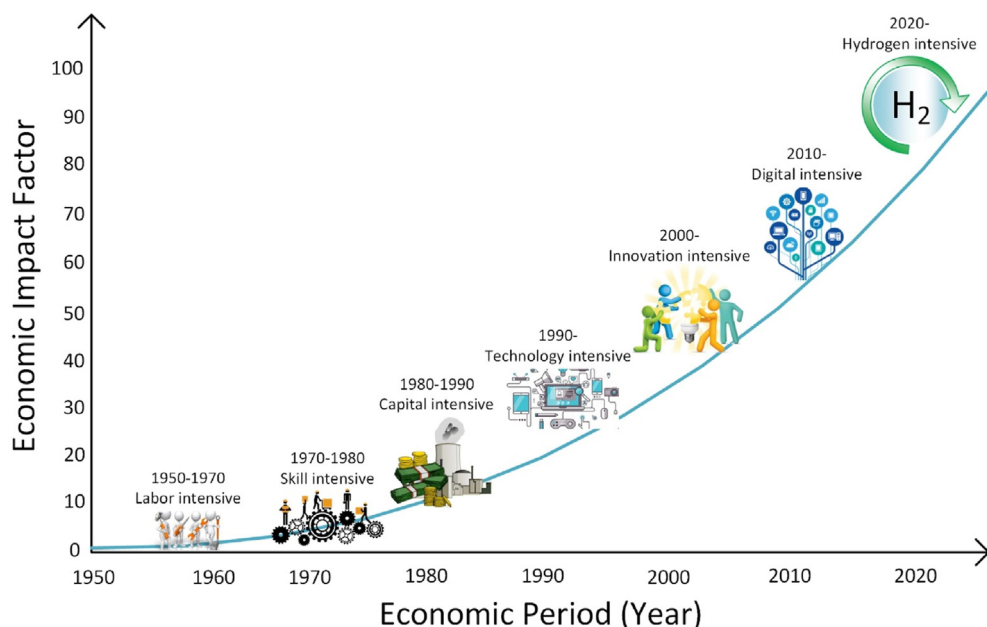 2020-
Hydrogen intensive
H2
2010-
Digital intensive
2000-
Innovation intensive
1990-
Technology intensive
1980-1990
Capital intensive
1970-1980
Skill intensive
1950-1970
Labor intensive
Economic Impact Factor
100
90
80
70
60
50
40
30
20
10
0
1950 1960 1970 1980 1990 2000 2010 2020
Economic Period (Year)